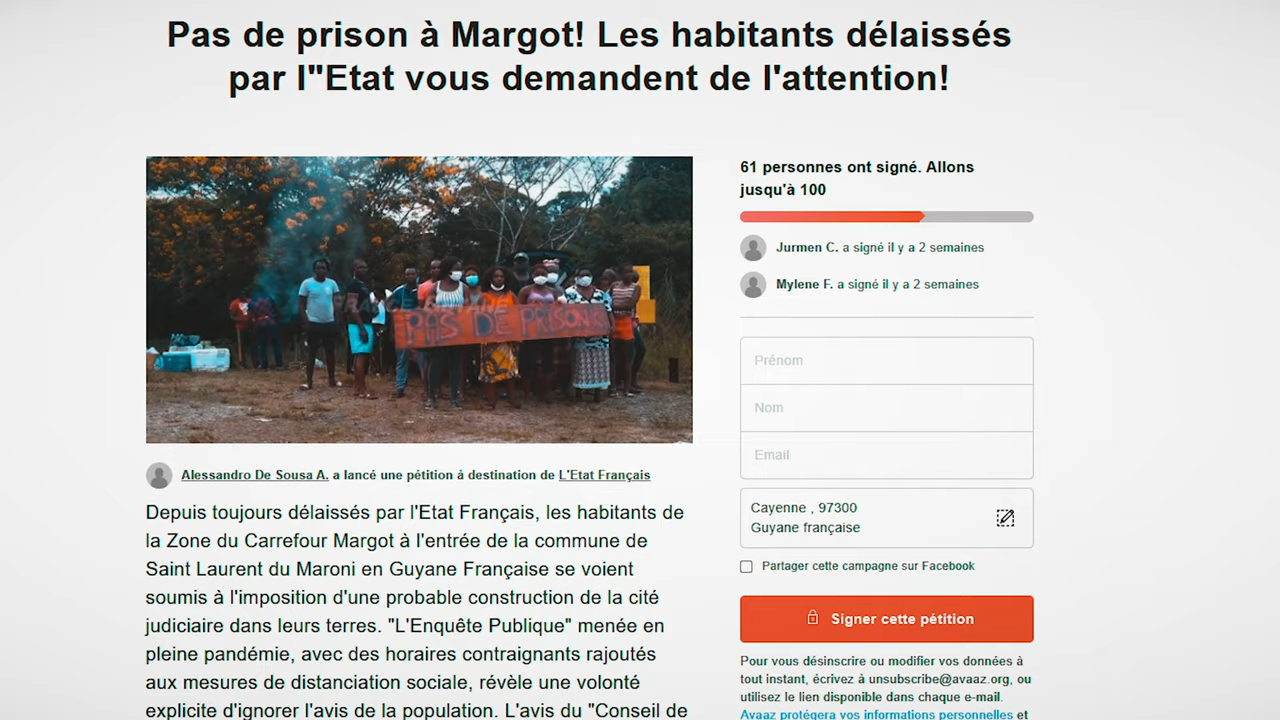 Pas de prison à Margot! Les habitants délaissés
par l"Etat vous demandent de l'attention!
PAS DE PRISON
Alessandro De Sousa A. a lancé une pétition à destination de L'Etat Français
Depuis toujours délaissés par l'Etat Français, les habitants de
la Zone du Carrefour Margot à l'entrée de la commune de
Saint Laurent du Maroni en Guyane Française se voient
soumis à l'imposition d'une probable construction de la cité
judiciaire dans leurs terres. "L'Enquête Publique" menée en
pleine pandémie, avec des horaires contraignants rajoutés
aux mesures de distanciation sociale, révèle une volonté
explicite d'ignorer l'avis de la population. L'avis du "Conseil de
61 personnes ont signé. Allons
jusqu'à 100
Jurmen C. a signé il y a 2 semaines
Mylene F. a signé il y a 2 semaines
Prénom
Nom
Email
Cayenne , 97300
Guyane française
Partager cette campagne sur Facebook
Signer cette pétition
Pour vous désinscrire ou modifier vos données à
tout instant, écrivez à unsubscribe@avaaz.org, ou
utilisez le lien disponible dans chaque e-mail.
Avaaz protégera vos informations personnelles et